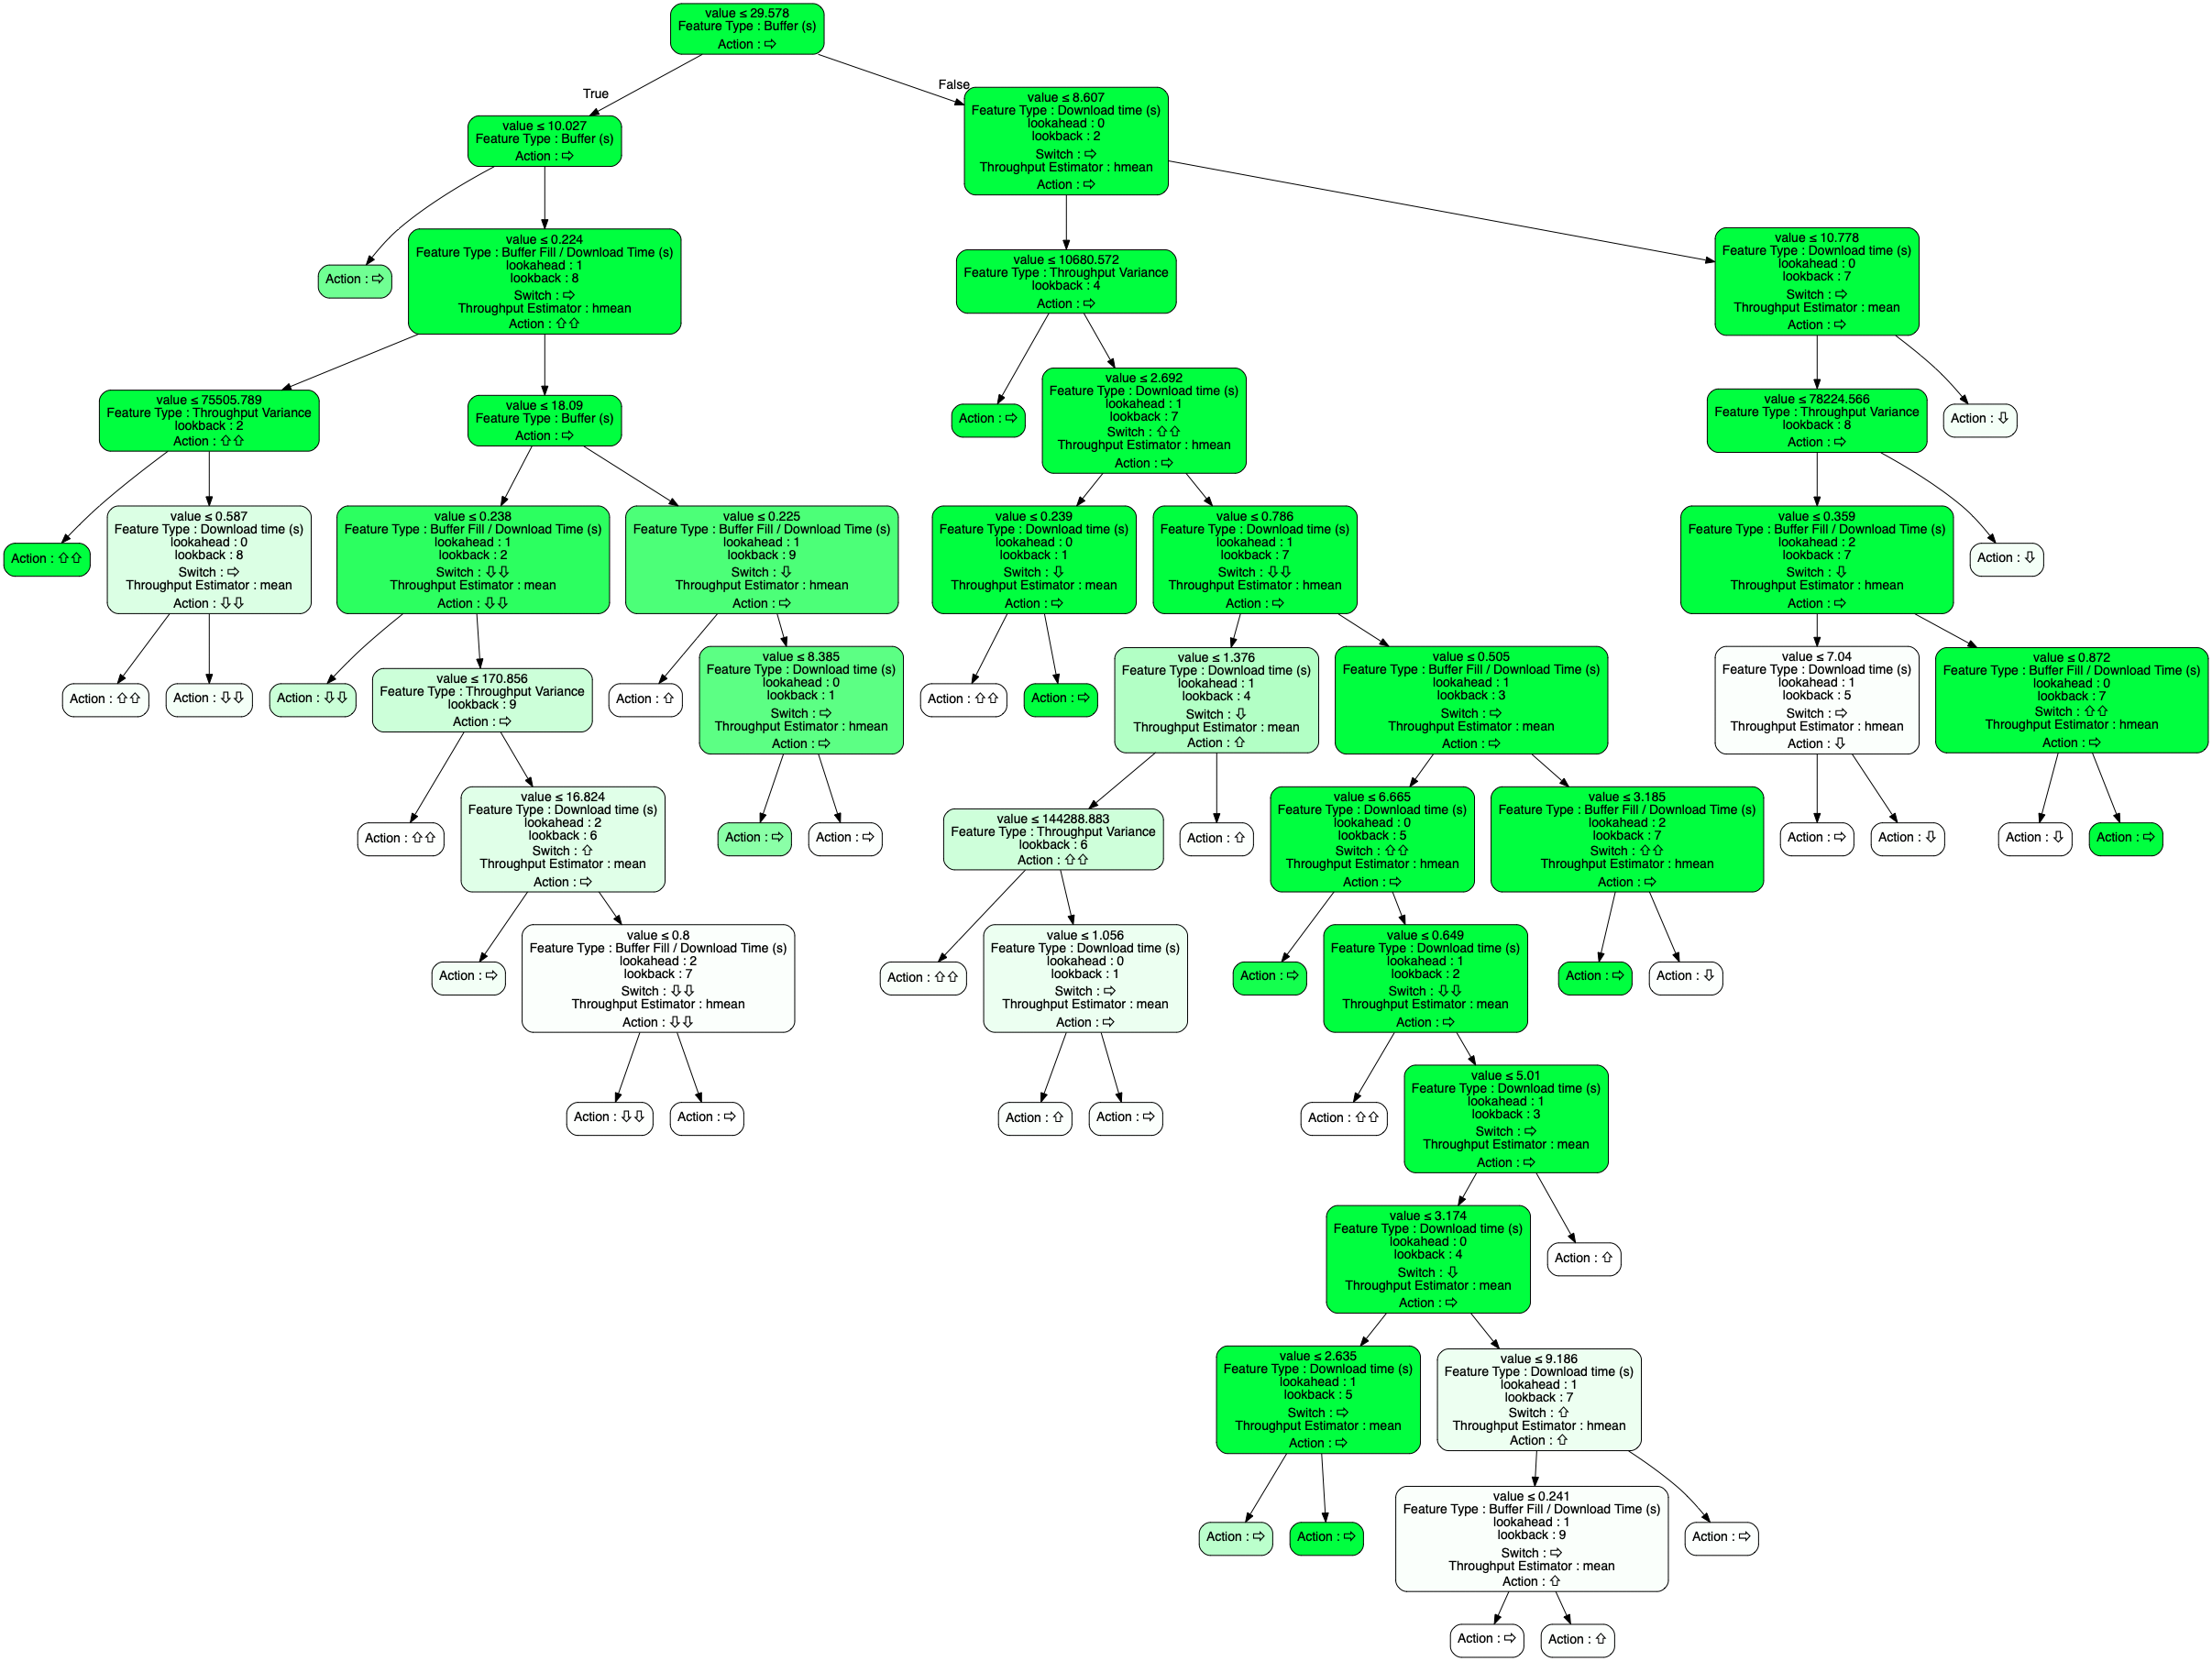 value ≤ 29.578
Feature Type : Buffer (s)
Action : ⇨
True
False
value ≤ 10.027
Feature Type : Buffer (s)
Action : ⇨
value ≤ 8.607
Feature Type : Download time (s)
lookahead : 0
lookback : 2
Switch : ⇨
Throughput Estimator : hmean
Action : ⇨
Action : ⇨
value ≤ 0.224
Feature Type : Buffer Fill / Download Time (s)
lookahead : 1
lookback : 8
Switch : ⇨
Throughput Estimator : hmean
Action : ⇧⇧
value ≤ 10680.572
Feature Type : Throughput Variance
lookback : 4
Action : ⇨
value ≤ 10.778
Feature Type : Download time (s)
lookahead : 0
lookback : 7
Switch : ⇨
Throughput Estimator : mean
Action : ⇨
value ≤ 75505.789
Feature Type : Throughput Variance
lookback : 2
Action : ⇧⇧
value ≤ 18.09
Feature Type : Buffer (s)
Action : ⇨
Action : ⇨
value ≤ 2.692
Feature Type : Download time (s)
lookahead : 1
lookback : 7
Switch : ⇧⇧
Throughput Estimator : hmean
Action : ⇨
value ≤ 78224.566
Feature Type : Throughput Variance
lookback : 8
Action : ⇨
Action : ⇩
Action : ⇧⇧
value ≤ 0.587
Feature Type : Download time (s)
lookahead : 0
lookback : 8
Switch : ⇨
Throughput Estimator : mean
Action : ⇩⇩
value ≤ 0.238
Feature Type : Buffer Fill / Download Time (s)
lookahead : 1
lookback : 2
Switch : ⇩⇩
Throughput Estimator : mean
Action : ⇩⇩
value ≤ 0.225
Feature Type : Buffer Fill / Download Time (s)
lookahead : 1
lookback : 9
Switch : ⇩
Throughput Estimator : hmean
Action : ⇨
value ≤ 0.239
Feature Type : Download time (s)
lookahead : 0
lookback : 1
Switch : ⇩
Throughput Estimator : mean
Action : ⇨
value ≤ 0.786
Feature Type : Download time (s)
lookahead : 1
lookback : 7
Switch : ⇩⇩
Throughput Estimator : hmean
Action : ⇨
value ≤ 0.359
Feature Type : Buffer Fill / Download Time (s)
lookahead : 2
lookback : 7
Switch : ⇩
Throughput Estimator : hmean
Action : ⇨
Action : ⇩
Action : ⇧⇧
Action : ⇩⇩
Action : ⇩⇩
value ≤ 170.856
Feature Type : Throughput Variance
lookback : 9
Action : ⇨
Action : ⇧
value ≤ 8.385
Feature Type : Download time (s)
lookahead : 0
lookback : 1
Switch : ⇨
Throughput Estimator : hmean
Action : ⇨
Action : ⇧⇧
Action : ⇨
value ≤ 1.376
Feature Type : Download time (s)
lookahead : 1
lookback : 4
Switch : ⇩
Throughput Estimator : mean
Action : ⇧
value ≤ 0.505
Feature Type : Buffer Fill / Download Time (s)
lookahead : 1
lookback : 3
Switch : ⇨
Throughput Estimator : mean
Action : ⇨
value ≤ 7.04
Feature Type : Download time (s)
lookahead : 1
lookback : 5
Switch : ⇨
Throughput Estimator : hmean
Action : ⇩
value ≤ 0.872
Feature Type : Buffer Fill / Download Time (s)
lookahead : 0
lookback : 7
Switch : ⇧⇧
Throughput Estimator : hmean
Action : ⇨
Action : ⇧⇧
value ≤ 16.824
Feature Type : Download time (s)
lookahead : 2
lookback : 6
Switch : ⇧
Throughput Estimator : mean
Action : ⇨
Action : ⇨
Action : ⇨
value ≤ 144288.883
Feature Type : Throughput Variance
lookback : 6
Action : ⇧⇧
Action : ⇧
value ≤ 6.665
Feature Type : Download time (s)
lookahead : 0
lookback : 5
Switch : ⇧⇧
Throughput Estimator : hmean
Action : ⇨
value ≤ 3.185
Feature Type : Buffer Fill / Download Time (s)
lookahead : 2
lookback : 7
Switch : ⇧⇧
Throughput Estimator : hmean
Action : ⇨
Action : ⇨
Action : ⇩
Action : ⇩
Action : ⇨
Action : ⇨
value ≤ 0.8
Feature Type : Buffer Fill / Download Time (s)
lookahead : 2
lookback : 7
Switch : ⇩⇩
Throughput Estimator : hmean
Action : ⇩⇩
Action : ⇧⇧
value ≤ 1.056
Feature Type : Download time (s)
lookahead : 0
lookback : 1
Switch : ⇨
Throughput Estimator : mean
Action : ⇨
Action : ⇨
value ≤ 0.649
Feature Type : Download time (s)
lookahead : 1
lookback : 2
Switch : ⇩⇩
Throughput Estimator : mean
Action : ⇨
Action : ⇨
Action : ⇩
Action : ⇩⇩
Action : ⇨
Action : ⇧
Action : ⇨
Action : ⇧⇧
value ≤ 5.01
Feature Type : Download time (s)
lookahead : 1
lookback : 3
Switch : ⇨
Throughput Estimator : mean
Action : ⇨
value ≤ 3.174
Feature Type : Download time (s)
lookahead : 0
lookback : 4
Switch : ⇩
Throughput Estimator : mean
Action : ⇨
Action : ⇧
value ≤ 2.635
Feature Type : Download time (s)
lookahead : 1
lookback : 5
Switch : ⇨
Throughput Estimator : mean
Action : ⇨
value ≤ 9.186
Feature Type : Download time (s)
lookahead : 1
lookback : 7
Switch : ⇧
Throughput Estimator : hmean
Action : ⇧
Action : ⇨
Action : ⇨
value ≤ 0.241
Feature Type : Buffer Fill / Download Time (s)
lookahead : 1
lookback : 9
Switch : ⇨
Throughput Estimator : mean
Action : ⇧
Action : ⇨
Action : ⇨
Action : ⇧